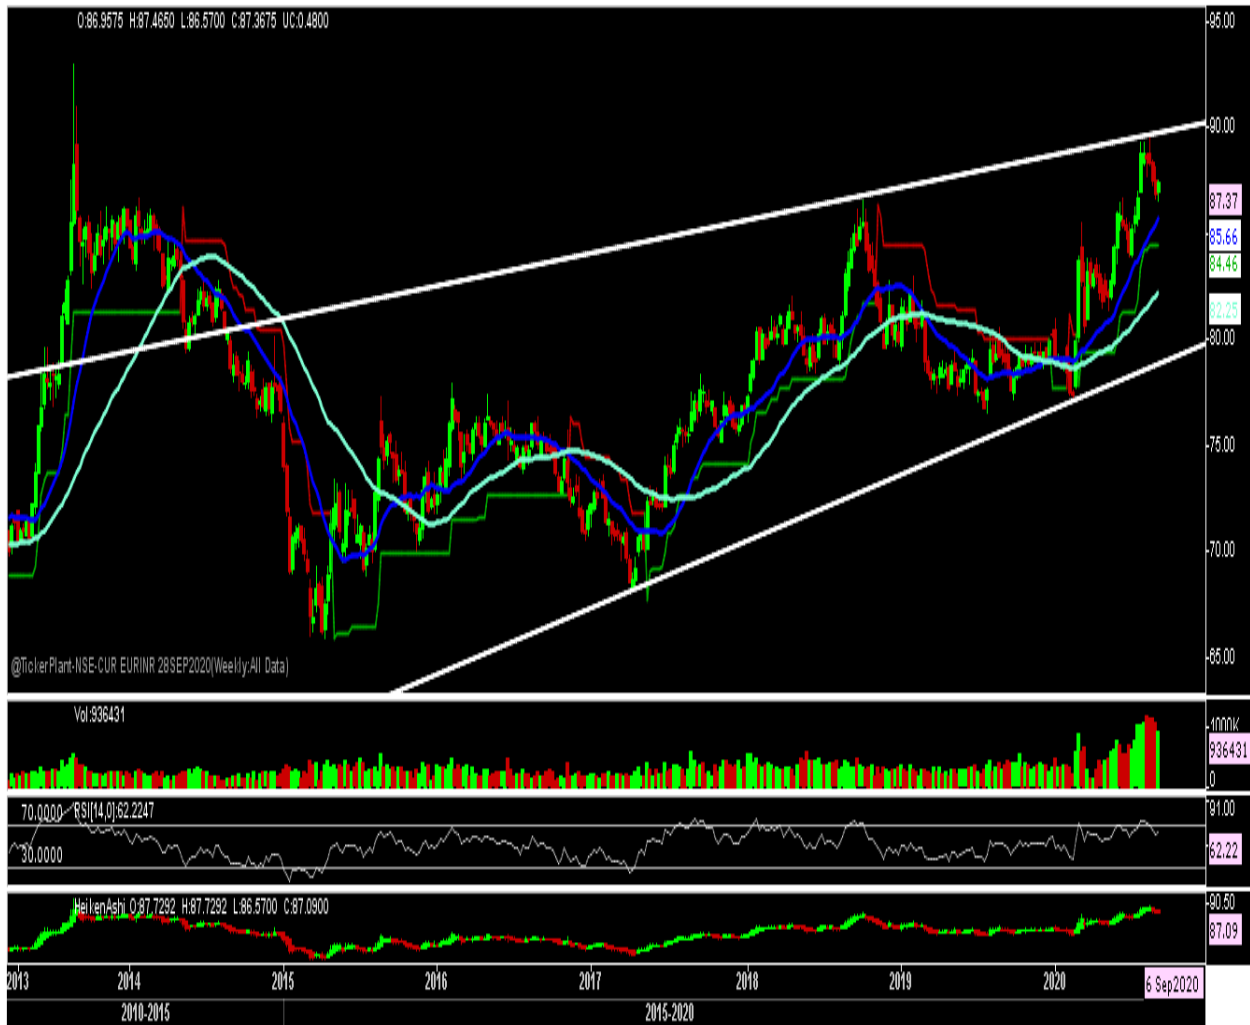 O:86.9575 H:87.4650 L:86.5700 C:87.3675 UC:0.4800
95.00
90.00
87.37
85.66
84.46
82.25
80.00
75.00
70.00
65.00
@TickerPlant-NSE-CUR EURINR 28SEP2020(Weekly:All Data)
Vol:936431
1000K
936431
0
70.0000 RSI[14,0]:62.2247
91.00
30.0000
62.22
HeikenAshi O:87.7292 H:87.7292 L:86.5700 C:87.0900
90.50
87.09
2013 2014 2015 2016 2017 2018 2019 2020 6 Sep2020
2010-2015 2015-2020